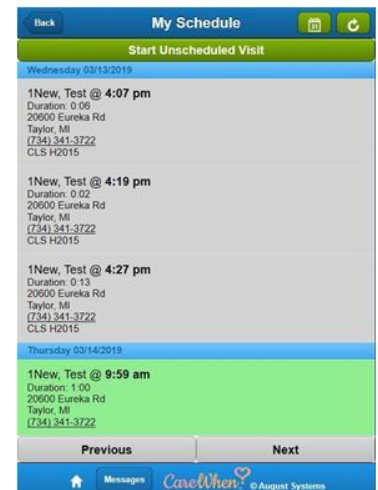 Back
My Schedule
31
Start Unscheduled Visit
Wednesday 03/13/2019
1New, Test @ 4:07 pm
Duration: 0:06
20600 Eureka Rd
Taylor, MI
(734) 341-3722
CLS H2015
1New, Test @ 4:19 pm
Duration: 0:02
20600 Eureka Rd
Taylor, MI
(734) 341-3722
CLS H2015
1New, Test @ 4:27 pm
Duration: 0:13
20600 Eureka Rd
Taylor, MI
(734) 341-3722
CLS H2015
Thursday 03/14/2019
1New, Test @ 9:59 am
Duration: 1:00
20600 Eureka Rd
Taylor, MI
(734) 341-3722
Previous
Next
Messages
CareWhen? © August Systems